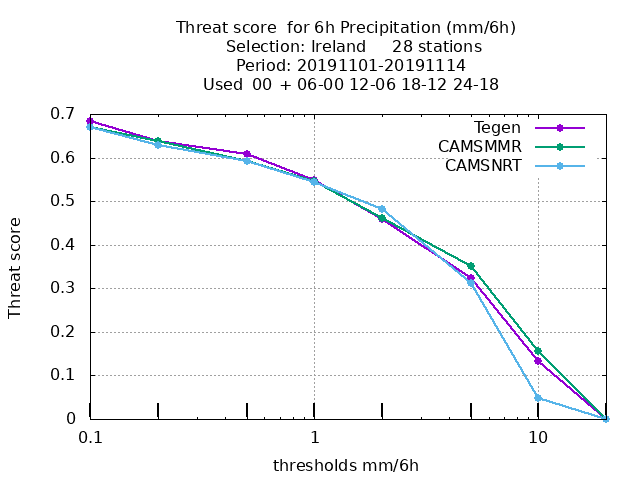 Threat score  for 6h Precipitation (mm/6h)
Selection: Ireland     28 stations
Period: 20191101-20191114
Used  00  + 06-00 12-06 18-12 24-18
Tegen
CAMSMMR
CAMSNRT
0.7
0.6
0.5
0.4
0.3
0.2
0.1
0
Threat score
0.1
1
10
thresholds mm/6h